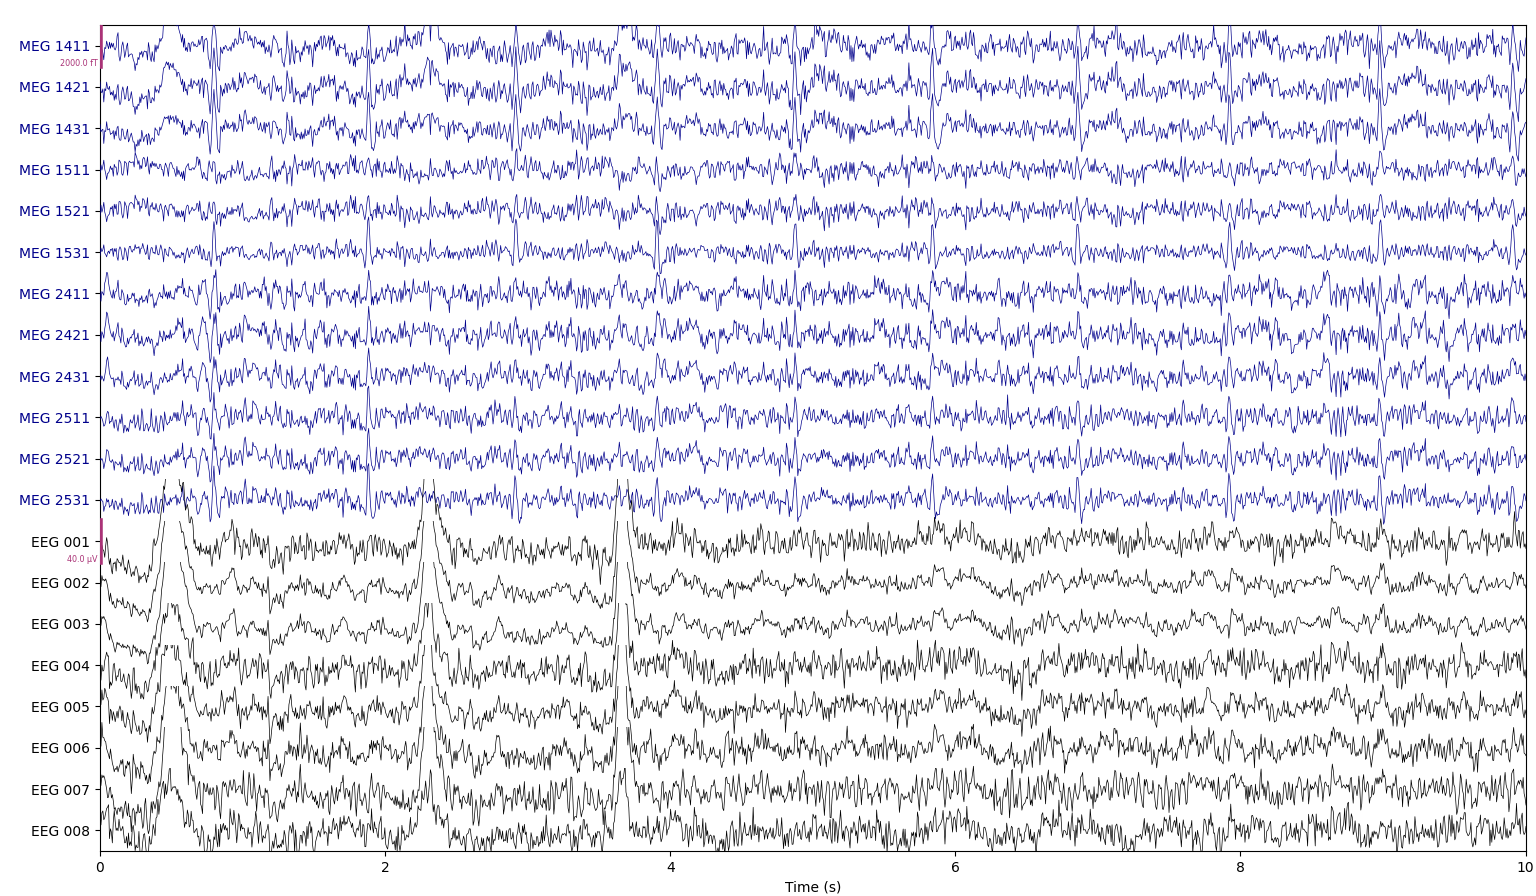 MEG 1411
2000.0 fT
MEG 1421
MEG 1431
MEG 1511
MEG 1521
MEG 1531
MEG 2411
MEG 2421
MEG 2431
MEG 2511
MEG 2521
MEG 2531
EEG 001
40.0 µV
EEG 002
EEG 003
EEG 004
EEG 005
EEG 006
EEG 007
EEG 008
0 2 4 6 8 10
Time (s)